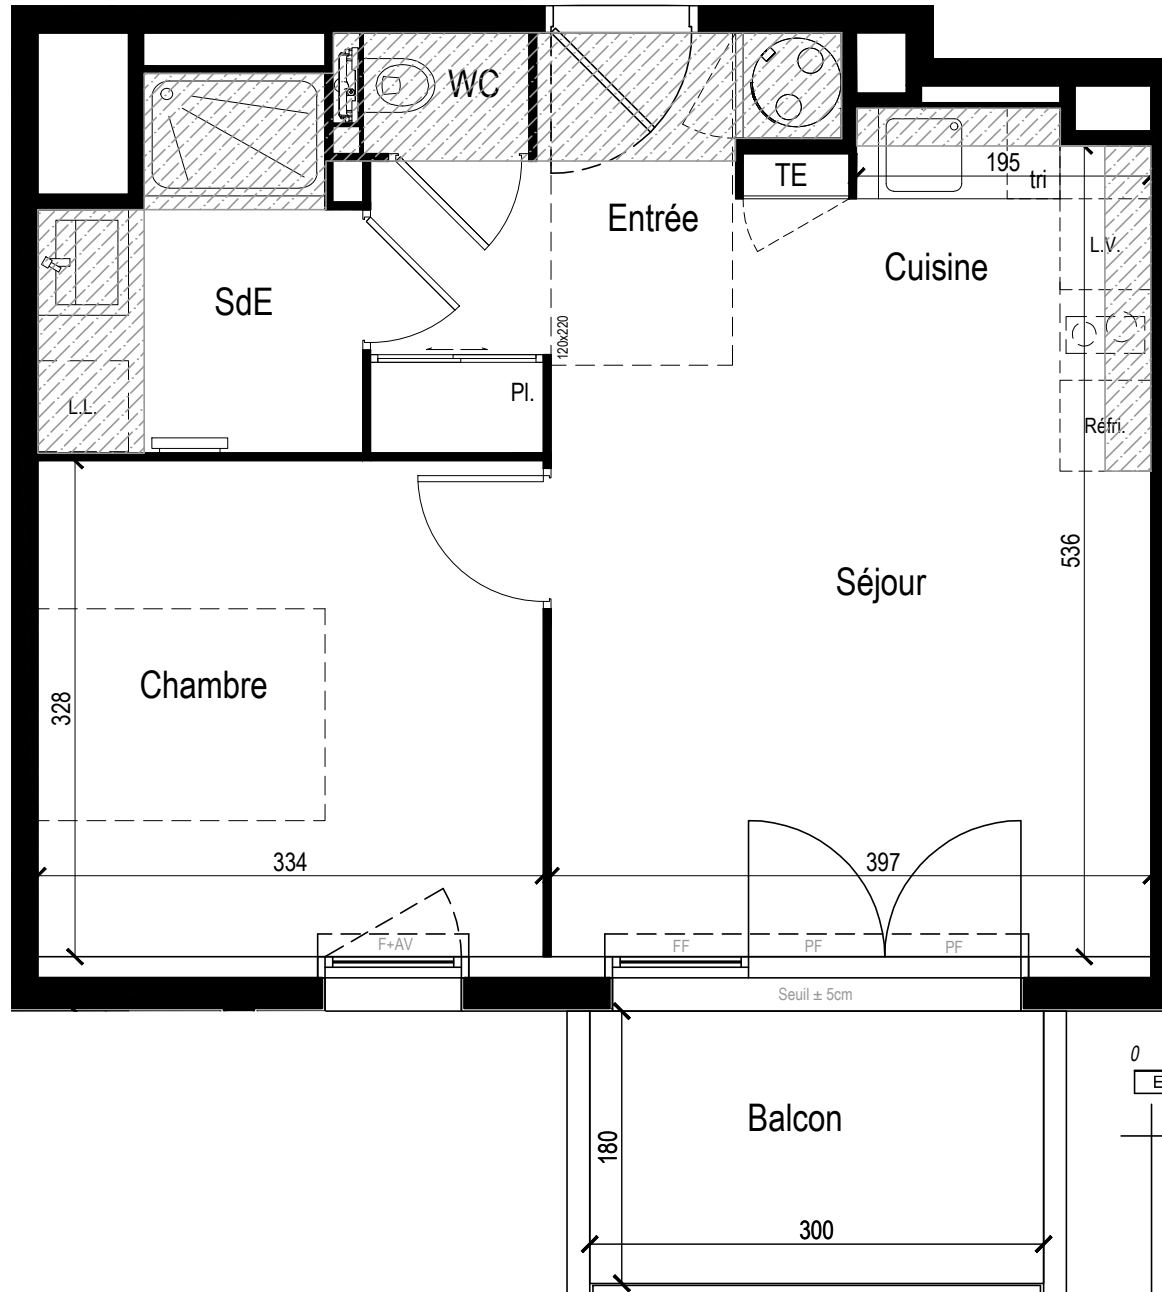 WC
TE
195
tri
Entrée
L.V.
Cuisine
SdE
120x220
Pl.
L.L.
Réfri.
536
Séjour
Chambre
328
334
397
F+AV
FF
PF
PF
Seuil ± 5cm
0
E
Balcon
180
300